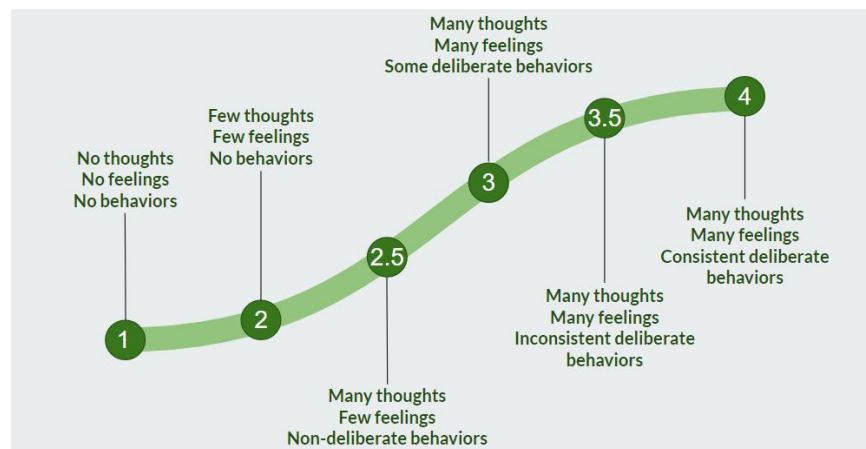 No thoughts
No feelings
No behaviors
1
Few thoughts
Few feelings
No behaviors
2
2.5
Many thoughts
Few feelings
Non-deliberate behaviors
Many thoughts
Many feelings
Some deliberate behaviors
3
3.5
Many thoughts
Many feelings
Inconsistent deliberate
behaviors
4
Many thoughts
Many feelings
Consistent deliberate
behaviors